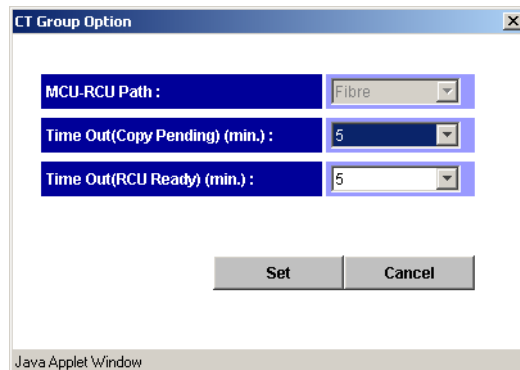 CT Group Option
MCU-RCU Path : Fibre
Time Out(Copy Pending) (min.) : 5
Time Out(RCU Ready) (min.) : 5
Set Cancel
Java Applet Window